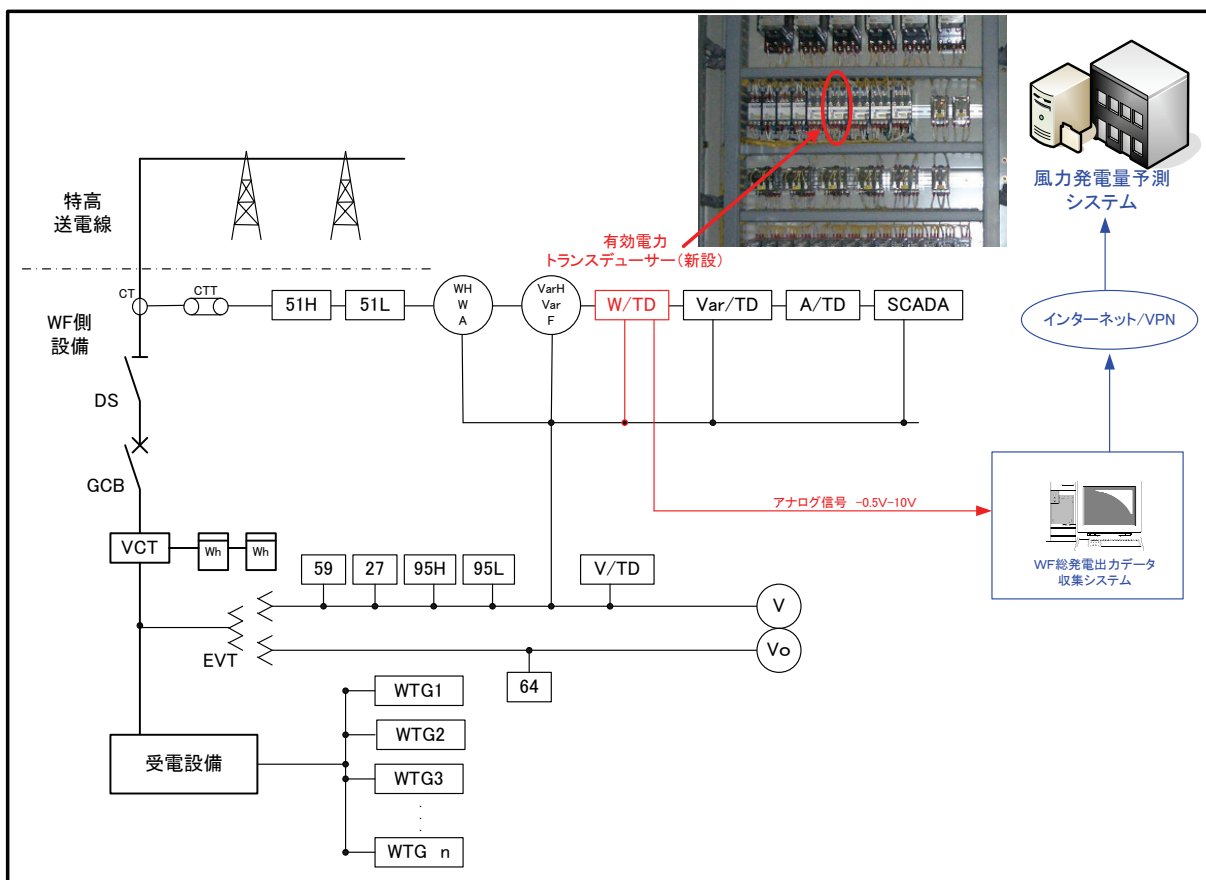 特高
送電線
有効電力
トランスデューサー(新設)
風力発電量予測
システム
CT
CTT
51H
51L
WH
W
A
VarH
Var
F
W/TD
Var/TD
A/TD
SCADA
インターネット/VPN
WF側
設備
DS
GCB
アナログ信号 -0.5V-10V
VCT
Wh
Wh
59
27
95H
95L
V/TD
WF総発電出力データ
収集システム
V
EVT
Vo
64
WTG1
WTG2
受電設備
WTG3
.
.
.
WTG n